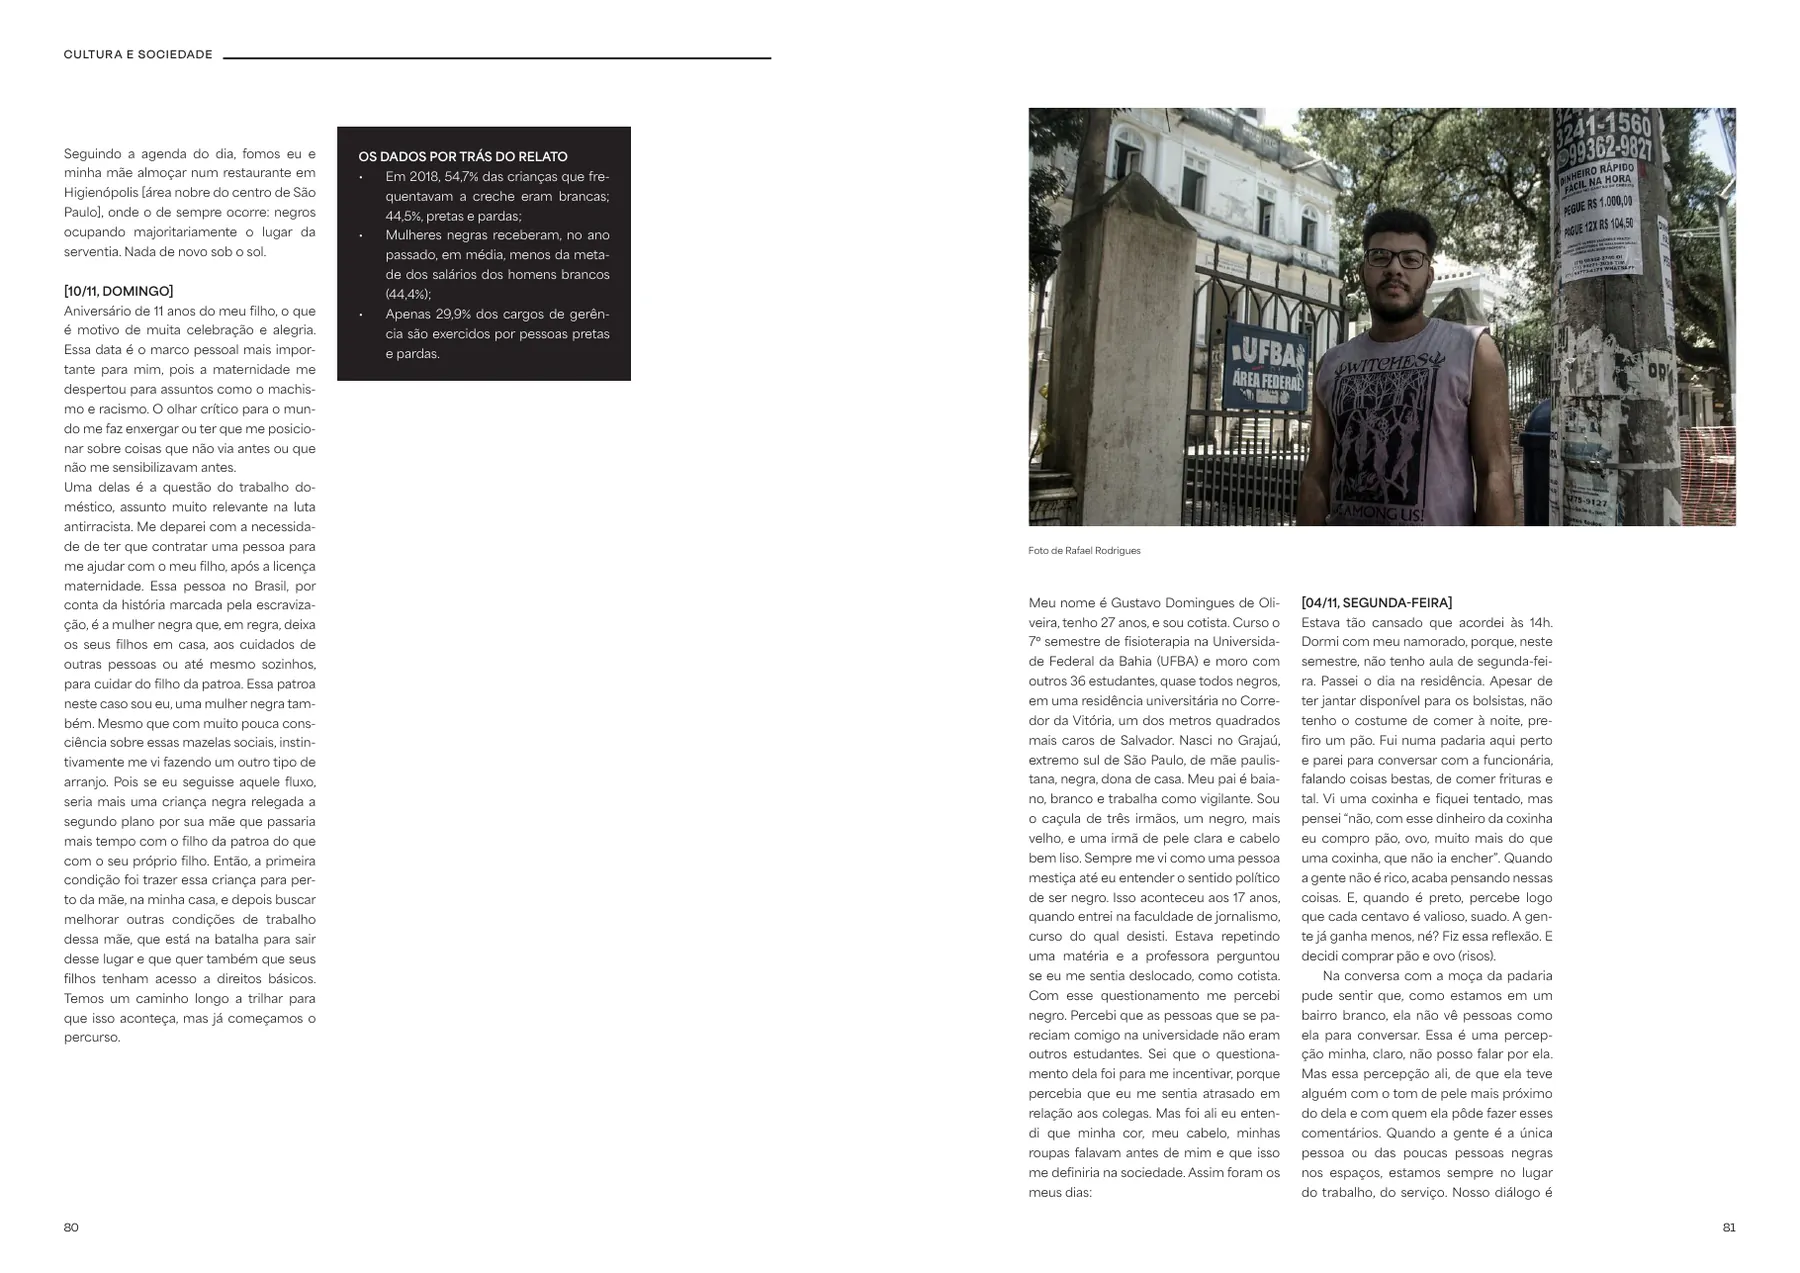 CULTURA E SOCIEDADE
Seguindo a agenda do dia, fomos eu e
minha mãe almoçar num restaurante em
Higienópolis [área nobre do centro de São
Paulo], onde o de sempre ocorre: negros
ocupando majoritariamente o lugar da
serventia. Nada de novo sob o sol.
[10/11, DOMINGO]
Aniversário de 11 anos do meu filho, o que
é motivo de muita celebração e alegria.
Essa data é o marco pessoal mais impor-
tante para mim, pois a maternidade me
despertou para assuntos como o machis-
mo e racismo. O olhar crítico para o mun-
do me faz enxergar ou ter que me posicio-
nar sobre coisas que não via antes ou que
não me sensibilizavam antes.
Uma delas é a questão do trabalho do-
méstico, assunto muito relevante na luta
antirracista. Me deparei com a necessida-
de de ter que contratar uma pessoa para
me ajudar com o meu filho, após a licença
maternidade. Essa pessoa no Brasil, por
conta da história marcada pela escraviza-
ção, é a mulher negra que, em regra, deixa
os seus filhos em casa, aos cuidados de
outras pessoas ou até mesmo sozinhos,
para cuidar do filho da patroa. Essa patroa
neste caso sou eu, uma mulher negra tam-
bém. Mesmo que com muito pouca cons-
ciência sobre essas mazelas sociais, instin-
tivamente me vi fazendo um outro tipo de
arranjo. Pois se eu seguisse aquele fluxo,
seria mais uma criança negra relegada a
segundo plano por sua mãe que passaria
mais tempo com o filho da patroa do que
com o seu próprio filho. Então, a primeira
condição foi trazer essa criança para per-
to da mãe, na minha casa, e depois buscar
melhorar outras condições de trabalho
dessa mãe, que está na batalha para sair
desse lugar e que quer também que seus
filhos tenham acesso a direitos básicos.
Temos um caminho longo a trilhar para
que isso aconteça, mas já começamos o
percurso.
OS DADOS POR TRÁS DO RELATO
• Em 2018, 54,7% das crianças que fre-
quentavam a creche eram brancas;
44,5%, pretas e pardas;
• Mulheres negras receberam, no ano
passado, em média, menos da meta-
de dos salários dos homens brancos
(44,4%);
• Apenas 29,9% dos cargos de gerên-
cia são exercidos por pessoas pretas
e pardas.
80
3241-1560
99362-9827
DINHEIRO RÁPIDO
FÁCIL NA HORA
PEGUE R$ 1.000,00
PAGUE 12X R$ 104,50
UFBA
ÁREA FEDERAL
WITCHES
AMONG US!
3275-9127
Foto de Rafael Rodrigues
Meu nome é Gustavo Domingues de Oli-
veira, tenho 27 anos, e sou cotista. Curso o
7º semestre de fisioterapia na Universida-
de Federal da Bahia (UFBA) e moro com
outros 36 estudantes, quase todos negros,
em uma residência universitária no Corre-
dor da Vitória, um dos metros quadrados
mais caros de Salvador. Nasci no Grajaú,
extremo sul de São Paulo, de mãe paulis-
tana, negra, dona de casa. Meu pai é baia-
no, branco e trabalha como vigilante. Sou
o caçula de três irmãos, um negro, mais
velho, e uma irmã de pele clara e cabelo
bem liso. Sempre me vi como uma pessoa
mestiça até eu entender o sentido político
de ser negro. Isso aconteceu aos 17 anos,
quando entrei na faculdade de jornalismo,
curso do qual desisti. Estava repetindo
uma matéria e a professora perguntou
se eu me sentia deslocado, como cotista.
Com esse questionamento me percebi
negro. Percebi que as pessoas que se pa-
reciam comigo na universidade não eram
outros estudantes. Sei que o questiona-
mento dela foi para me incentivar, porque
percebia que eu me sentia atrasado em
relação aos colegas. Mas foi ali eu enten-
di que minha cor, meu cabelo, minhas
roupas falavam antes de mim e que isso
me definiria na sociedade. Assim foram os
meus dias:
[04/11, SEGUNDA-FEIRA]
Estava tão cansado que acordei às 14h.
Dormi com meu namorado, porque, neste
semestre, não tenho aula de segunda-fei-
ra. Passei o dia na residência. Apesar de
ter jantar disponível para os bolsistas, não
tenho o costume de comer à noite, pre-
firo um pão. Fui numa padaria aqui perto
e parei para conversar com a funcionária,
falando coisas bestas, de comer frituras e
tal. Vi uma coxinha e fiquei tentado, mas
pensei “não, com esse dinheiro da coxinha
eu compro pão, ovo, muito mais do que
uma coxinha, que não ia encher”. Quando
a gente não é rico, acaba pensando nessas
coisas. E, quando é preto, percebe logo
que cada centavo é valioso, suado. A gen-
te já ganha menos, né? Fiz essa reflexão. E
decidi comprar pão e ovo (risos).
Na conversa com a moça da padaria
pude sentir que, como estamos em um
bairro branco, ela não vê pessoas como
ela para conversar. Essa é uma percep-
ção minha, claro, não posso falar por ela.
Mas essa percepção ali, de que ela teve
alguém com o tom de pele mais próximo
do dela e com quem ela pôde fazer esses
comentários. Quando a gente é a única
pessoa ou das poucas pessoas negras
nos espaços, estamos sempre no lugar
do trabalho, do serviço. Nosso diálogo é
81